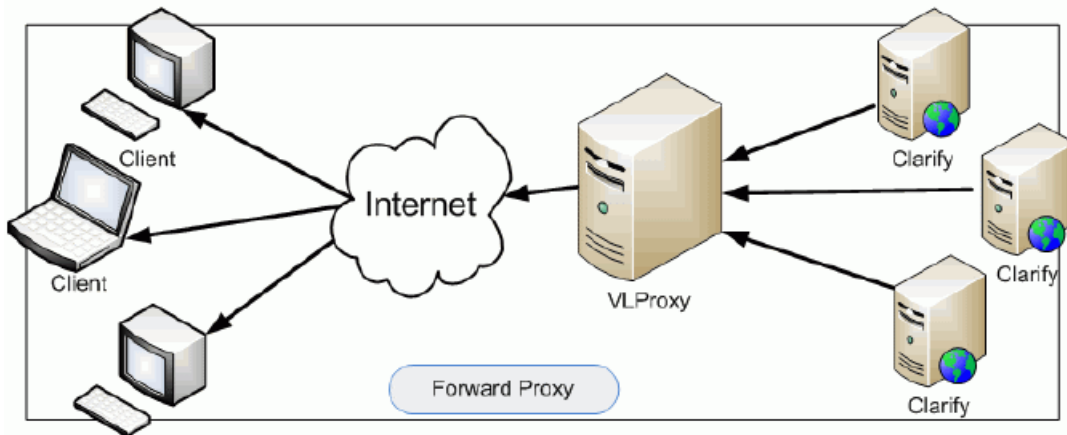 Client
Client
Internet
VLProxy
Clarify
Clarify
Clarify
Forward Proxy